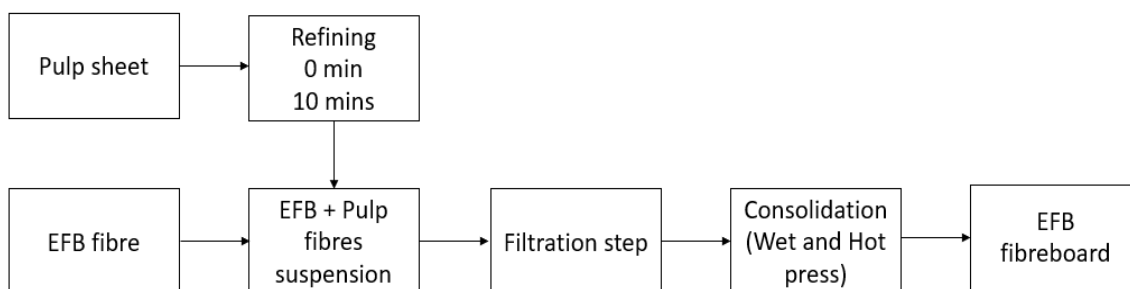 Pulp sheet
Refining
0 min
10 mins
EFB fibre
EFB + Pulp
fibres
suspension
Filtration step
Consolidation
(Wet and Hot
press)
EFB
fibreboard